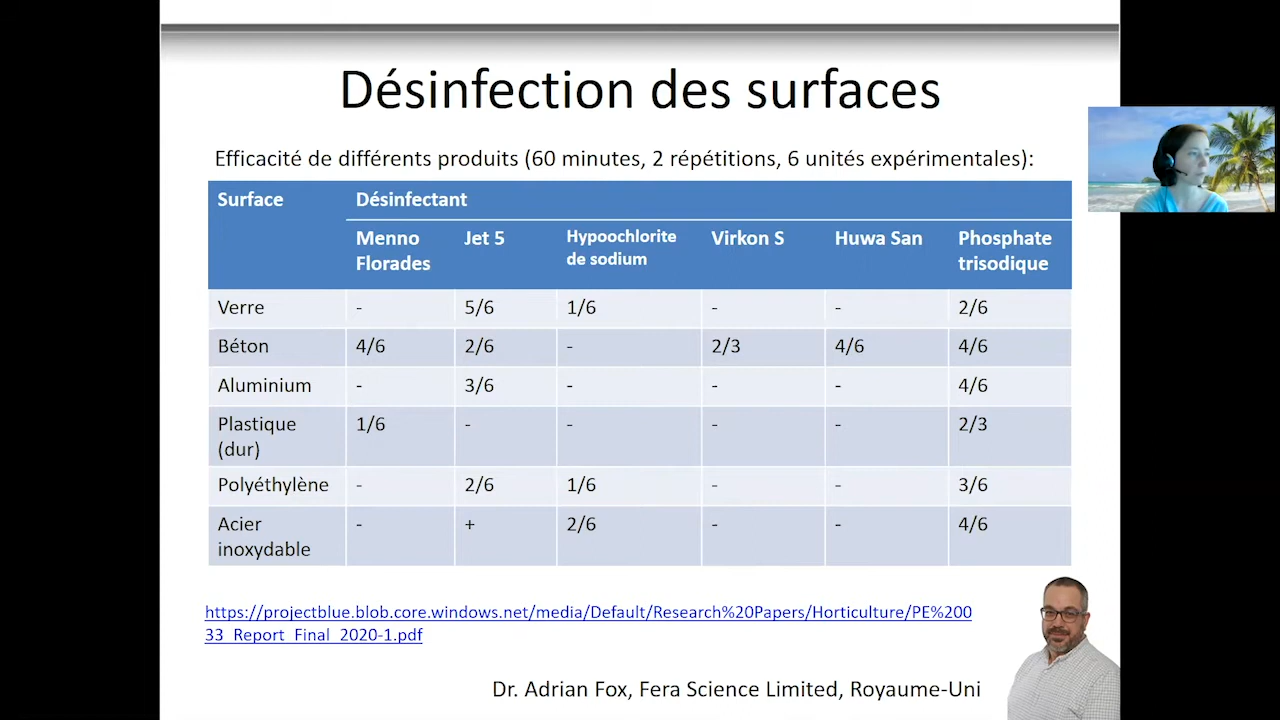 Désinfection des surfaces
Efficacité de différents produits (60 minutes, 2 répétitions, 6 unités expérimentales):
Surface Désinfectant
Menno Florades Jet 5 Hypoochlorite de sodium Virkon S Huwa San Phosphate trisodique
Verre - 5/6 1/6 - - 2/6
Béton 4/6 2/6 - 2/3 4/6 4/6
Aluminium - 3/6 - - - 4/6
Plastique (dur) 1/6 - - - - 2/3
Polyéthylène - 2/6 1/6 - - 3/6
Acier inoxydable - + 2/6 - - 4/6
https://projectblue.blob.core.windows.net/media/Default/Research%20Papers/Horticulture/PE%200
33_Report_Final_2020-1.pdf
Dr. Adrian Fox, Fera Science Limited, Royaume-Uni